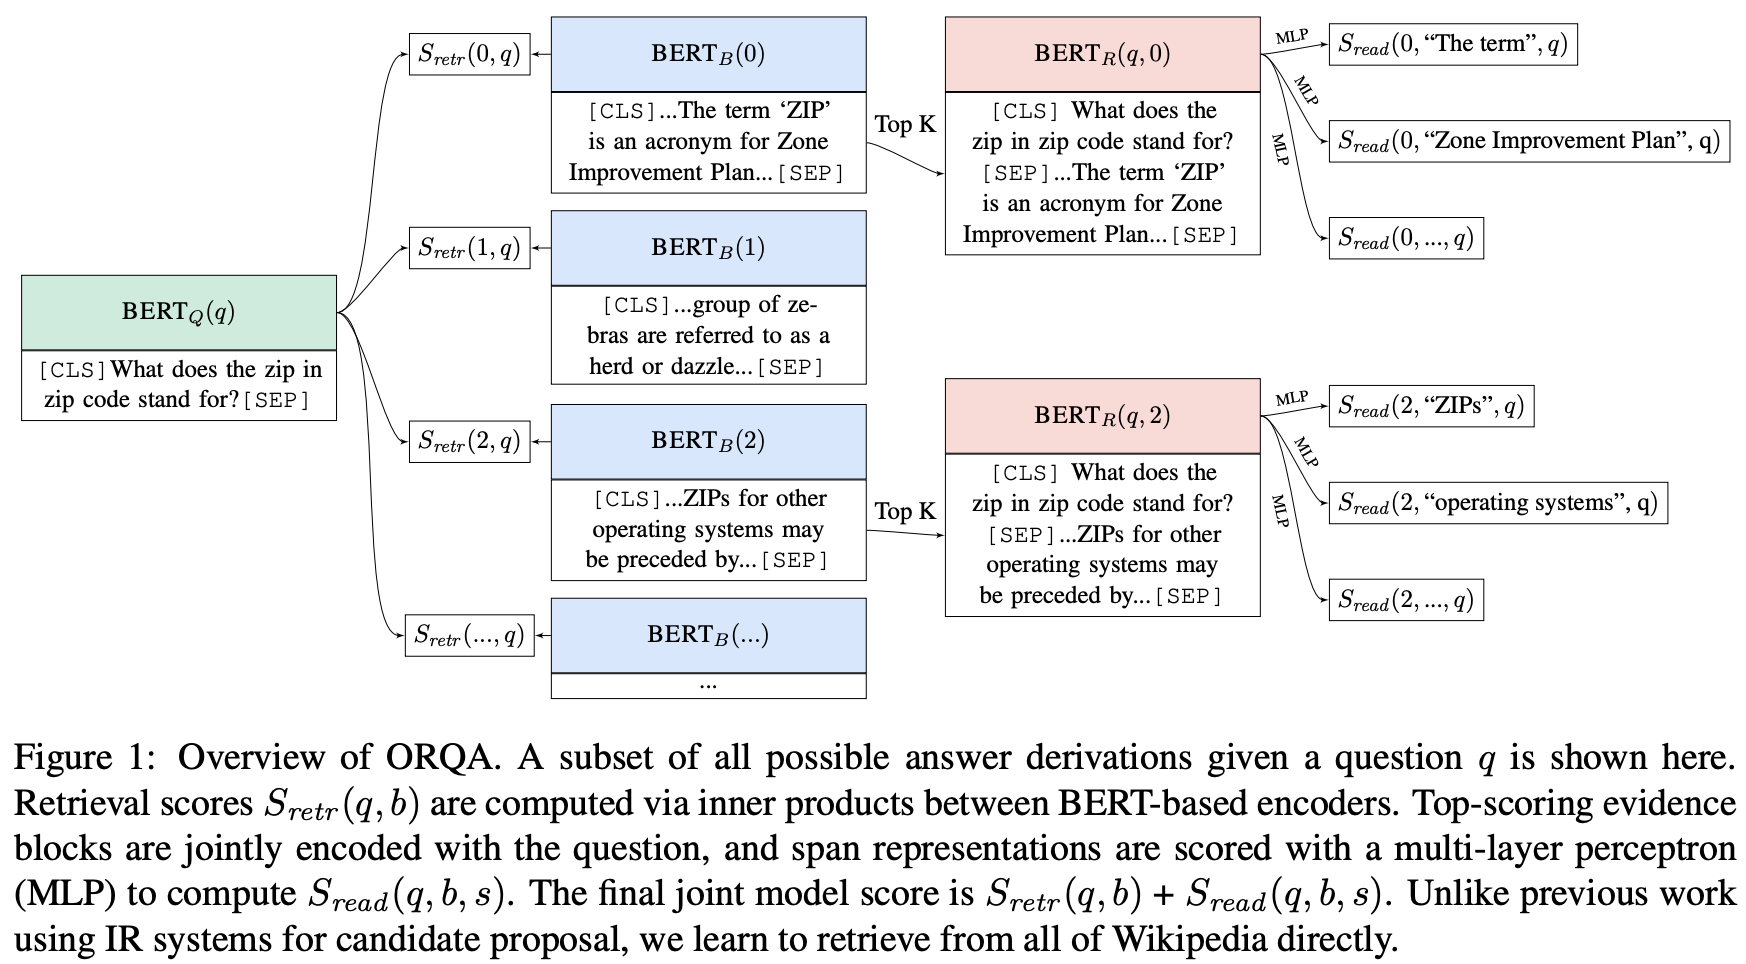 BERT_Q(q)
[CLS]What does the zip in
zip code stand for?[SEP]
S_retr(0, q)
S_retr(1, q)
S_retr(2, q)
S_retr(..., q)
BERT_B(0)
[CLS]...The term ‘ZIP’
is an acronym for Zone
Improvement Plan...[SEP]
BERT_B(1)
[CLS]...group of ze-
bras are referred to as a
herd or dazzle...[SEP]
BERT_B(2)
[CLS]...ZIPs for other
operating systems may
be preceded by...[SEP]
BERT_B(...)
...
Top K
Top K
BERT_R(q, 0)
[CLS] What does the
zip in zip code stand for?
[SEP]...The term ‘ZIP’
is an acronym for Zone
Improvement Plan...[SEP]
MLP
MLP
MLP
S_read(0, “The term”, q)
S_read(0, “Zone Improvement Plan”, q)
S_read(0, ..., q)
BERT_R(q, 2)
[CLS] What does the
zip in zip code stand for?
[SEP]...ZIPs for other
operating systems may
be preceded by...[SEP]
MLP
MLP
MLP
S_read(2, “ZIPs”, q)
S_read(2, “operating systems”, q)
S_read(2, ..., q)
Figure 1: Overview of ORQA. A subset of all possible answer derivations given a question q is shown here.
Retrieval scores S_retr(q, b) are computed via inner products between BERT-based encoders. Top-scoring evidence
blocks are jointly encoded with the question, and span representations are scored with a multi-layer perceptron
(MLP) to compute S_read(q, b, s). The final joint model score is S_retr(q, b) + S_read(q, b, s). Unlike previous work
using IR systems for candidate proposal, we learn to retrieve from all of Wikipedia directly.